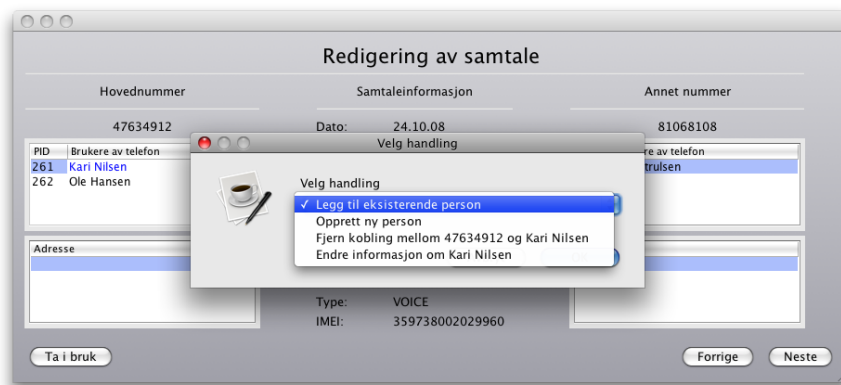 Redigering av samtale
Hovednummer
Samtaleinformasjon
Annet nummer
47634912
Dato: 24.10.08
81068108
Velg handling
PID Brukere av telefon
261 Kari Nilsen
262 Ole Hansen
re av telefon
trulsen
Velg handling
✓ Legg til eksisterende person
Opprett ny person
Fjern kobling mellom 47634912 og Kari Nilsen
Endre informasjon om Kari Nilsen
Adresse
Type: VOICE
IMEI: 359738002029960
Ta i bruk
Forrige
Neste